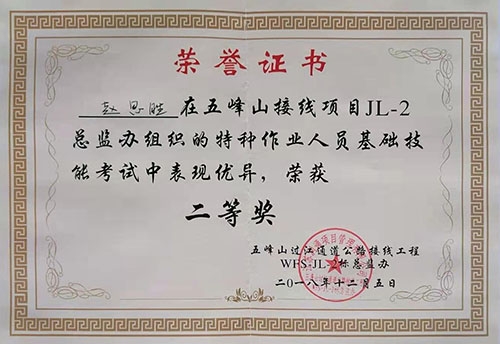 荣誉证书
赵恩胜 在五峰山接线项目JL-2
总监办组织的特种作业人员基础技
能考试中表现优异，荣获
二等奖
五峰山过江通道公路接线工程
WFS-JL-2标总监办
二〇一八年十二月五日